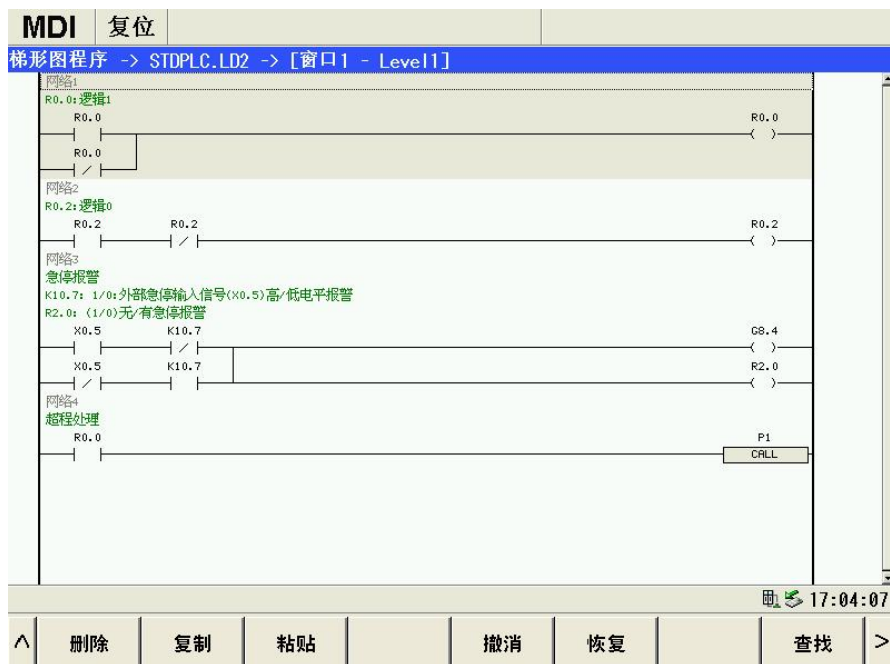 MDI 复位
梯形图程序 -> STDPLC.LD2 -> [窗口1 - Level1]
网络1
R0.0:逻辑1
R0.0 R0.0
R0.0
网络2
R0.2:逻辑0
R0.2 R0.2 R0.2
网络3
急停报警
K10.7: 1/0:外部急停输入信号(X0.5)高/低电平报警
R2.0: (1/0)无/有急停报警
X0.5 K10.7 G8.4
X0.5 K10.7 R2.0
网络4
超程处理
R0.0 P1
CALL
17:04:07
^ 删除 复制 粘贴 撤消 恢复 查找 >